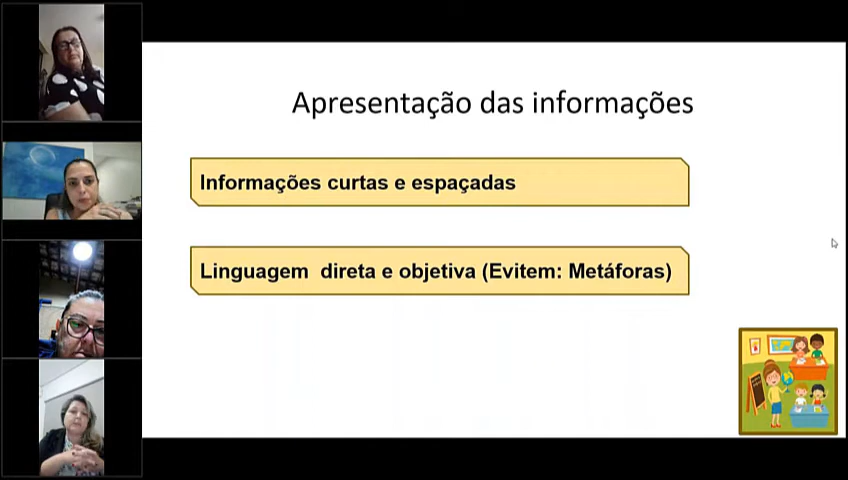 Apresentação das informações
Informações curtas e espaçadas
Linguagem  direta e objetiva (Evitem: Metáforas)